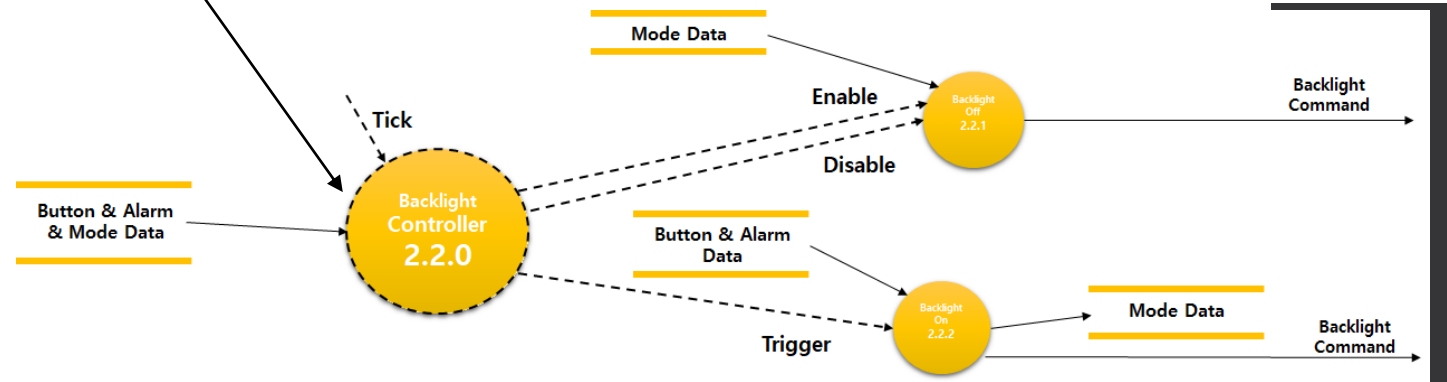 Mode Data
Backlight
Command
Enable
Backlight
Off
2.2.1
Tick
Disable
Backlight
Controller
2.2.0
Button & Alarm
& Mode Data
Button & Alarm
Data
Backlight
On
2.2.2
Mode Data
Trigger
Backlight
Command